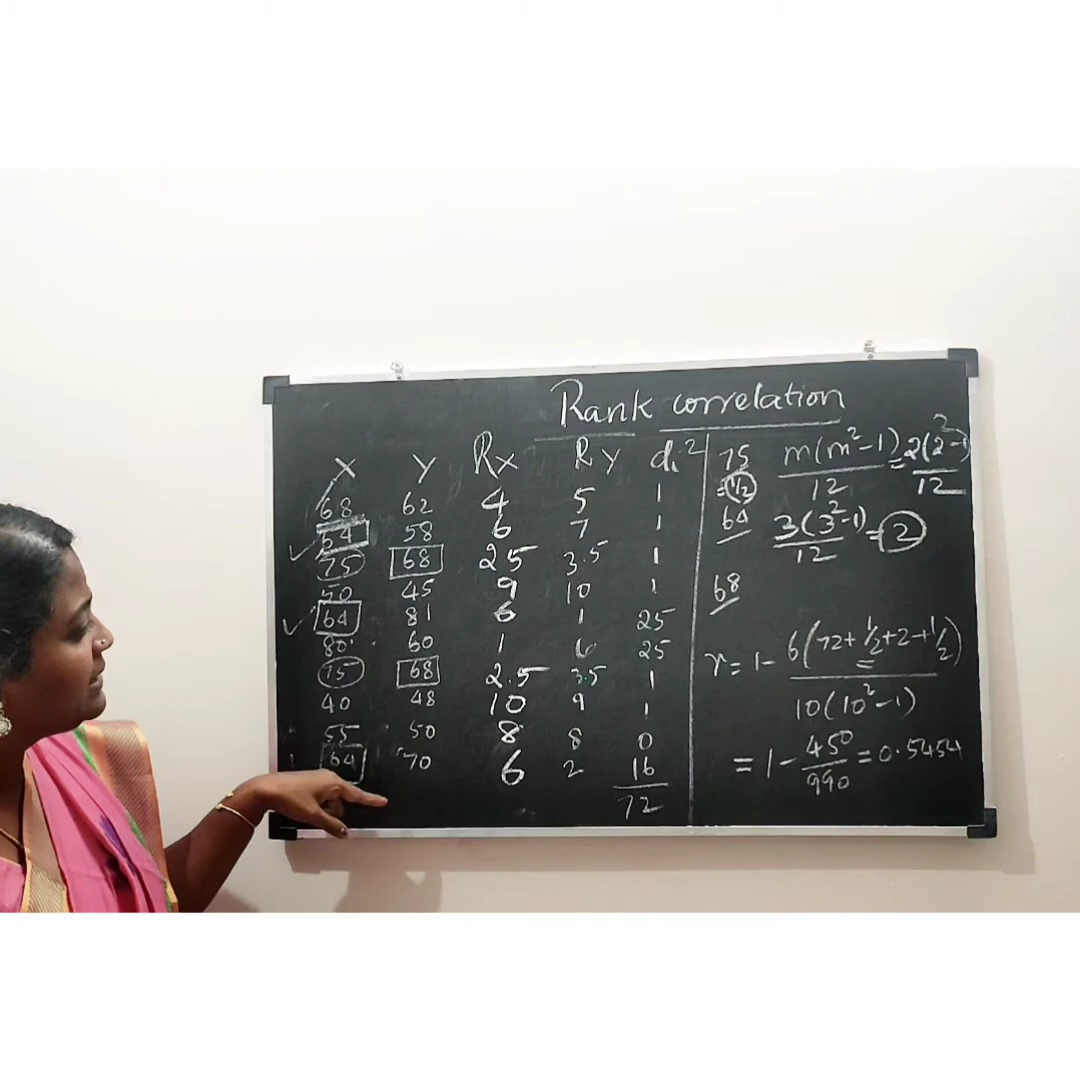 Rank correlation
X Y Rx Ry di²
68 62 4 5 1
64 58 6 7 1
75 68 2.5 3.5 1
50 45 9 10 1
64 81 6 1 25
80 60 1 6 25
75 68 2.5 3.5 1
40 48 10 9 1
55 50 8 8 0
64 70 6 2 16
72
75 m(m²-1)/12 = 2(2²-1)/12
= 1/2
64 3(3²-1)/12 = 2
68
r = 1 - 6(72+1/2+2+1/2)/10(10²-1)
= 1 - 450/990 = 0.5454